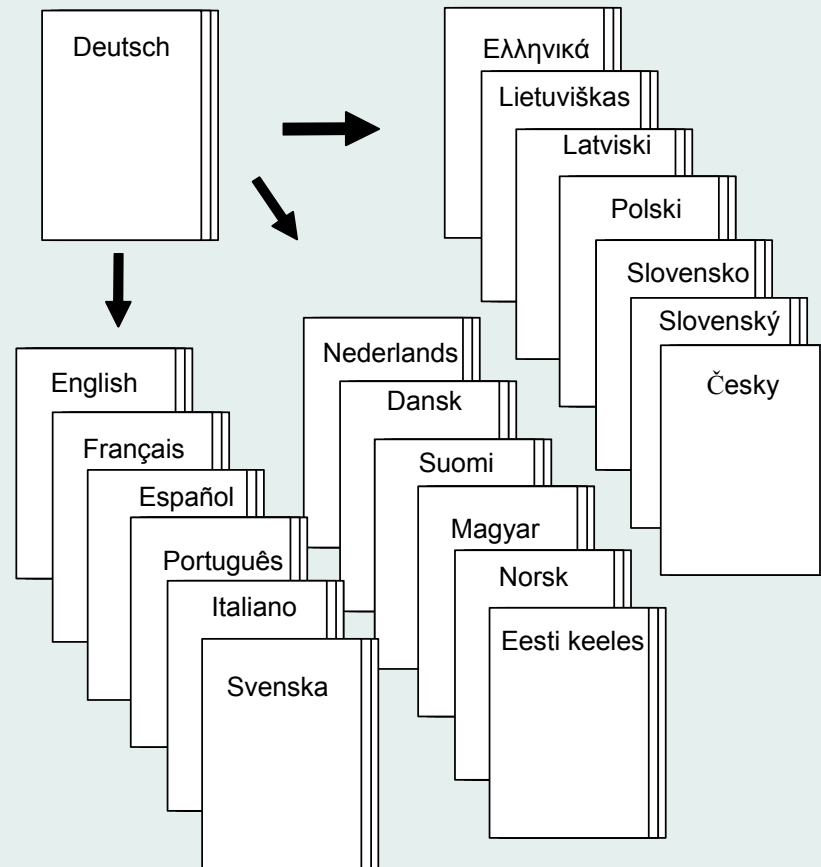 Deutsch
Ελληνικά
Lietuviškas
Latviski
Polski
Slovensko
Slovenský
Česky
English
Français
Español
Português
Italiano
Svenska
Nederlands
Dansk
Suomi
Magyar
Norsk
Eesti keeles